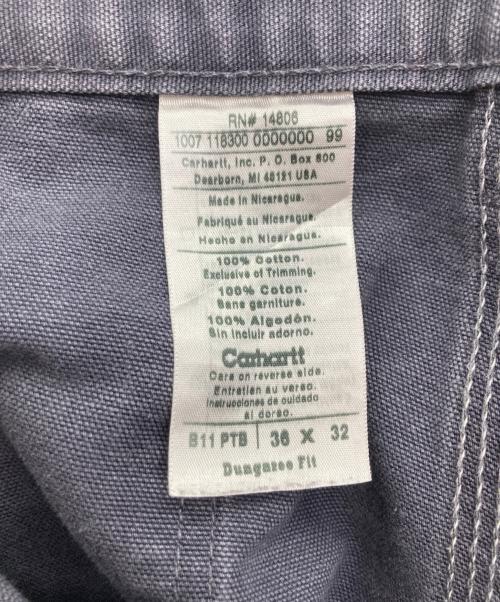 RN# 14806
1007 118300 0000000 99
Carhartt, Inc. P. O. Box 600
Dearborn, MI 48121 USA
Made in Nicaragua.
Fabriqué au Nicaragua.
Hecho en Nicaragua.
100% Cotton.
Exclusive of Trimming.
100% Coton.
Sans garniture.
100% Algodón.
Sin incluir adorno.
Carhartt
Care on reverse side.
Entretien au verso.
Instrucciones de cuidado
al dorso.
B11 PTB 36 X 32
Dungaree Fit